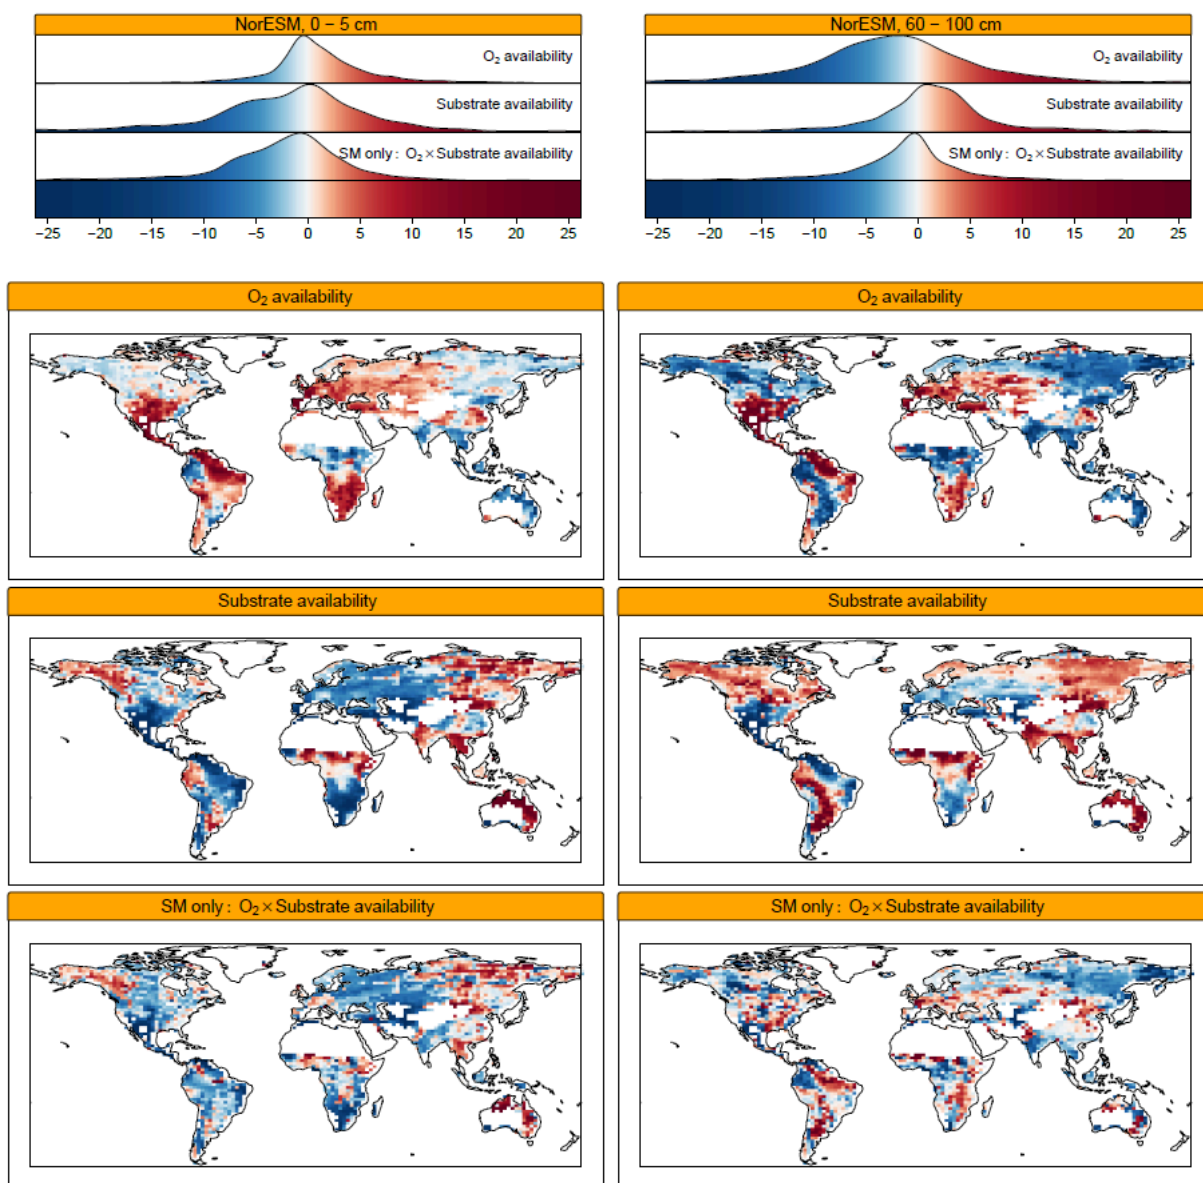 NorESM, 0 − 5 cm
O₂ availability
Substrate availability
SM only : O₂ × Substrate availability
−25 −20 −15 −10 −5 0 5 10 15 20 25
NorESM, 60 − 100 cm
O₂ availability
Substrate availability
SM only : O₂ × Substrate availability
−25 −20 −15 −10 −5 0 5 10 15 20 25
O₂ availability
O₂ availability
Substrate availability
Substrate availability
SM only : O₂ × Substrate availability
SM only : O₂ × Substrate availability